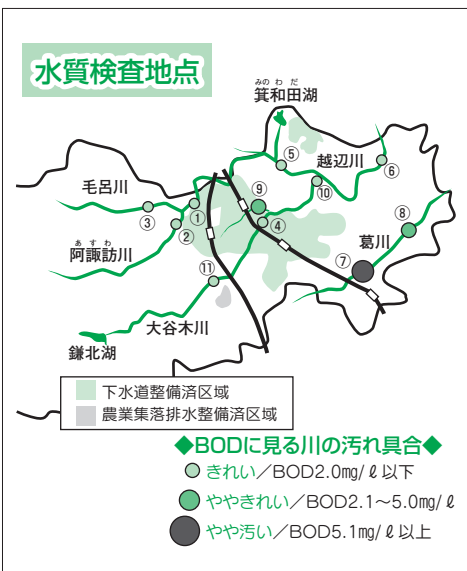 水質検査地点
みのわだ
箕和田湖
越辺川
⑤
⑥
毛呂川
⑨
⑩
③
①
④
⑧
②
葛川
あすわ
阿諏訪川
⑦
⑪
大谷木川
鎌北湖
下水道整備済区域
農業集落排水整備済区域
◆BODに見る川の汚れ具合◆
きれい／BOD2.0mg/ℓ以下
ややきれい／BOD2.1〜5.0mg/ℓ
やや汚い／BOD5.1mg/ℓ以上